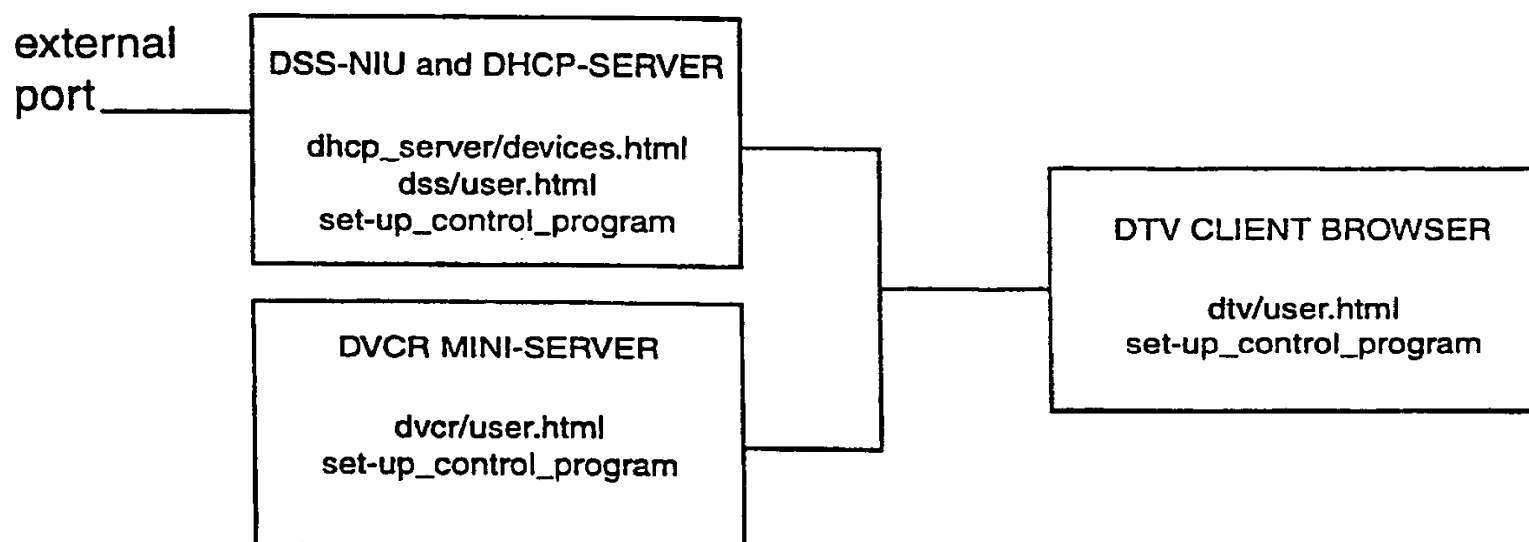 external
port
DSS-NIU and DHCP-SERVER
dhcp_server/devices.html
dss/user.html
set-up_control_program
DVCR MINI-SERVER
dvcr/user.html
set-up_control_program
DTV CLIENT BROWSER
dtv/user.html
set-up_control_program